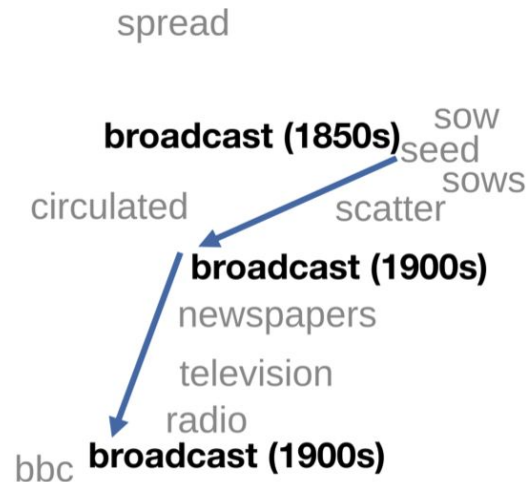 spread
sow
broadcast (1850s)
seed
sows
circulated
scatter
broadcast (1900s)
newspapers
television
radio
bbc broadcast (1900s)